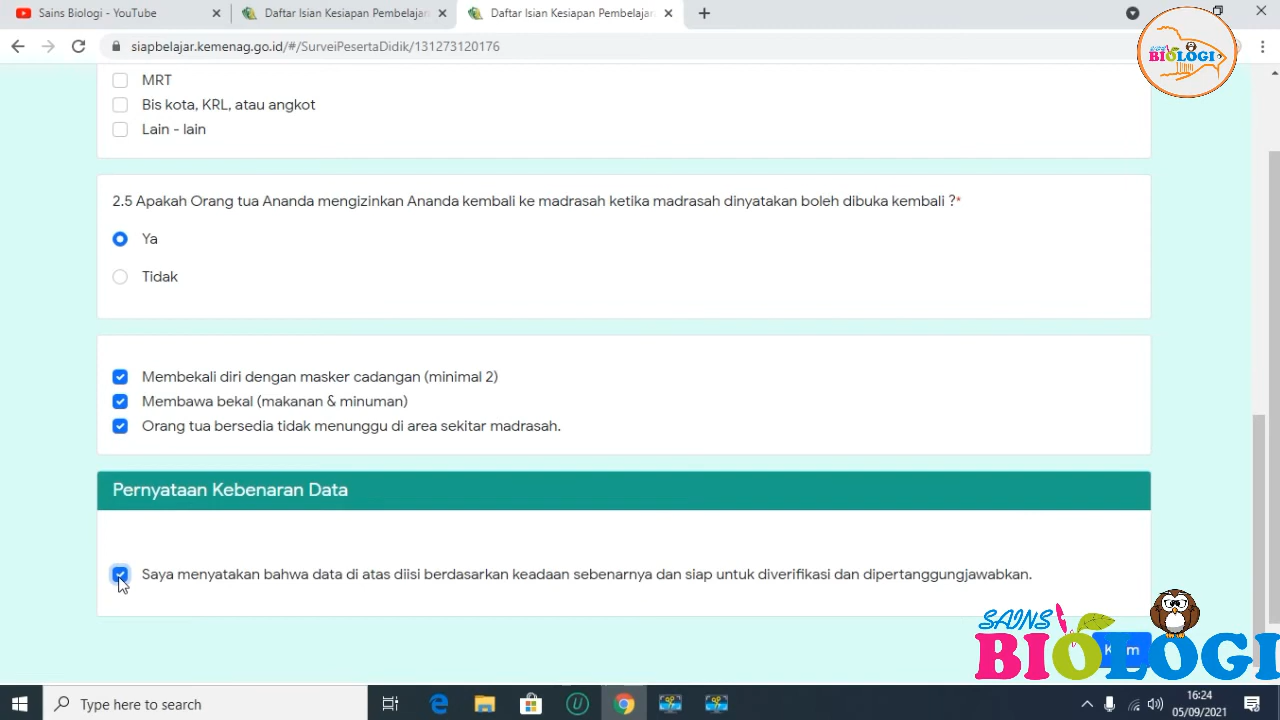 Sains Biologi - YouTube
Daftar Isian Kesiapan Pembelajar
Daftar Isian Kesiapan Pembelajar
siapbelajar.kemenag.go.id/#/SurveiPesertaDidik/131273120176
SAINS
BIOLOGI
MRT
Bis kota, KRL, atau angkot
Lain - lain
2.5 Apakah Orang tua Ananda mengizinkan Ananda kembali ke madrasah ketika madrasah dinyatakan boleh dibuka kembali ?*
Ya
Tidak
Membekali diri dengan masker cadangan (minimal 2)
Membawa bekal (makanan & minuman)
Orang tua bersedia tidak menunggu di area sekitar madrasah.
Pernyataan Kebenaran Data
Saya menyatakan bahwa data di atas diisi berdasarkan keadaan sebenarnya dan siap untuk diverifikasi dan dipertanggungjawabkan.
SAINS
BIOLOGI
Type here to search
16:24
05/09/2021